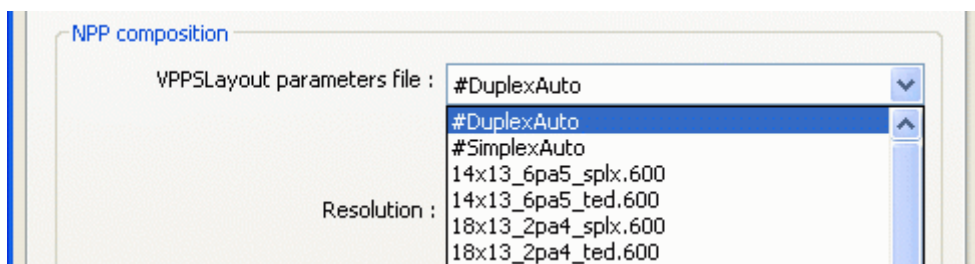 NPP composition
VPPSLayout parameters file : #DuplexAuto
#DuplexAuto
#SimplexAuto
14x13_6pa5_splx.600
14x13_6pa5_ted.600
Resolution :
18x13_2pa4_splx.600
18x13_2pa4_ted.600